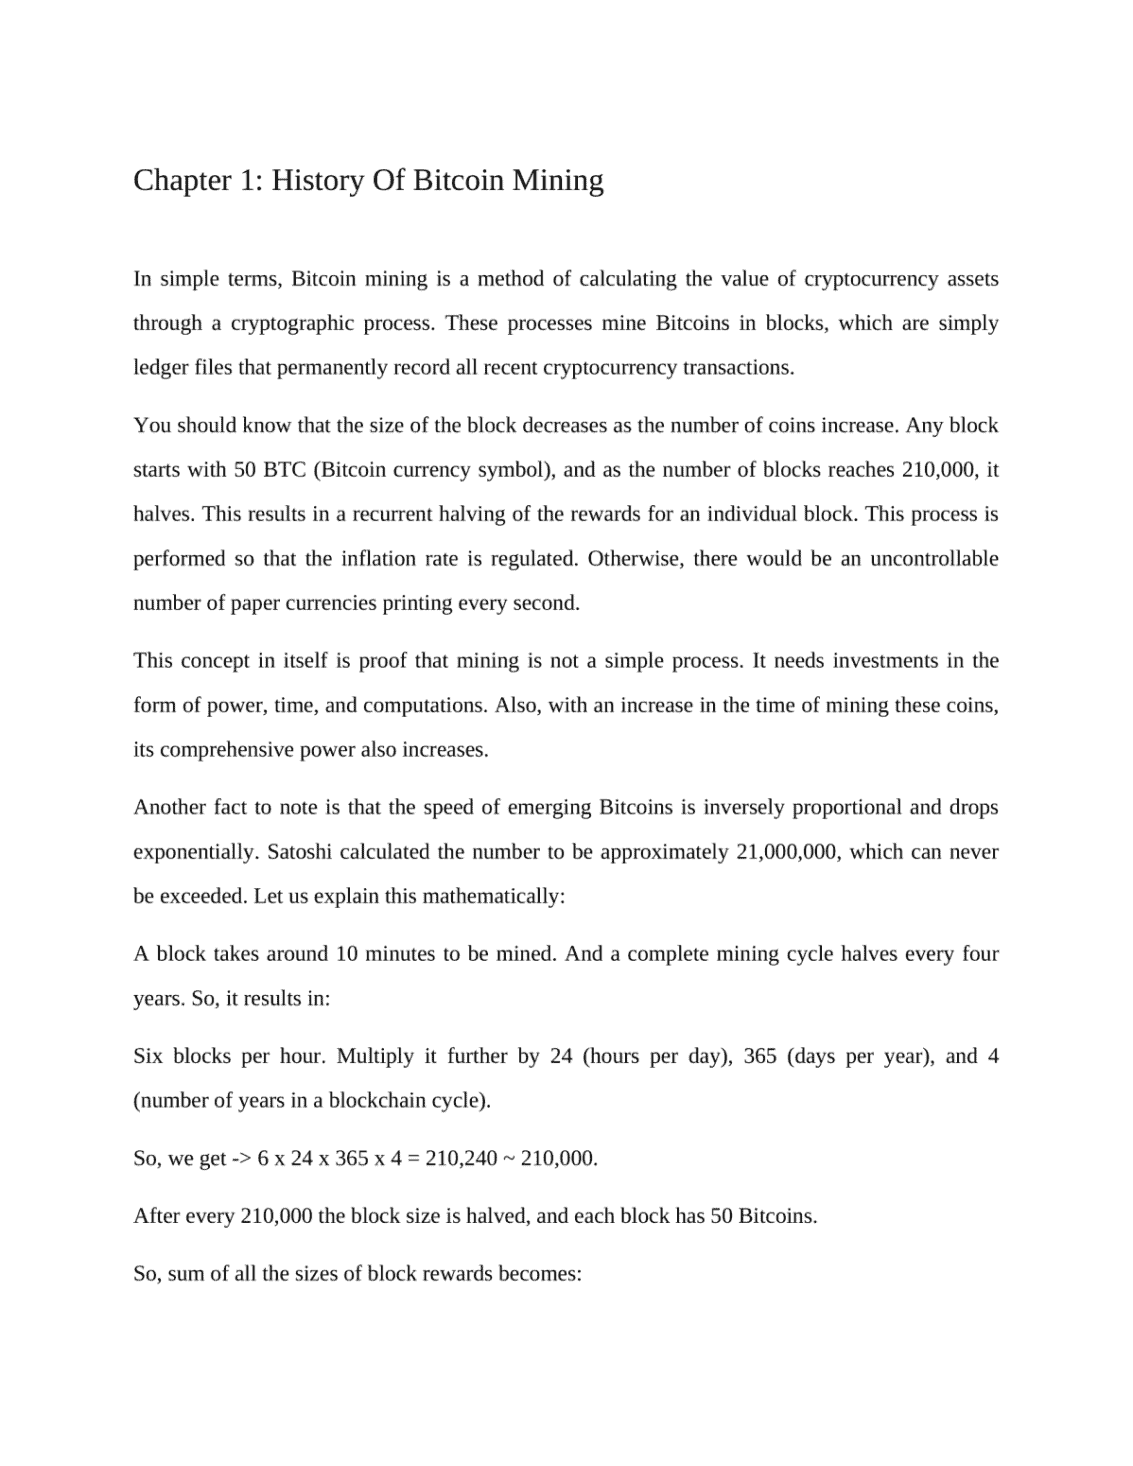 Chapter 1: History Of Bitcoin Mining
In simple terms, Bitcoin mining is a method of calculating the value of cryptocurrency assets
through a cryptographic process. These processes mine Bitcoins in blocks, which are simply
ledger files that permanently record all recent cryptocurrency transactions.
You should know that the size of the block decreases as the number of coins increase. Any block
starts with 50 BTC (Bitcoin currency symbol), and as the number of blocks reaches 210,000, it
halves. This results in a recurrent halving of the rewards for an individual block. This process is
performed so that the inflation rate is regulated. Otherwise, there would be an uncontrollable
number of paper currencies printing every second.
This concept in itself is proof that mining is not a simple process. It needs investments in the
form of power, time, and computations. Also, with an increase in the time of mining these coins,
its comprehensive power also increases.
Another fact to note is that the speed of emerging Bitcoins is inversely proportional and drops
exponentially. Satoshi calculated the number to be approximately 21,000,000, which can never
be exceeded. Let us explain this mathematically:
A block takes around 10 minutes to be mined. And a complete mining cycle halves every four
years. So, it results in:
Six blocks per hour. Multiply it further by 24 (hours per day), 365 (days per year), and 4
(number of years in a blockchain cycle).
So, we get -> 6 x 24 x 365 x 4 = 210,240 ~ 210,000.
After every 210,000 the block size is halved, and each block has 50 Bitcoins.
So, sum of all the sizes of block rewards becomes: